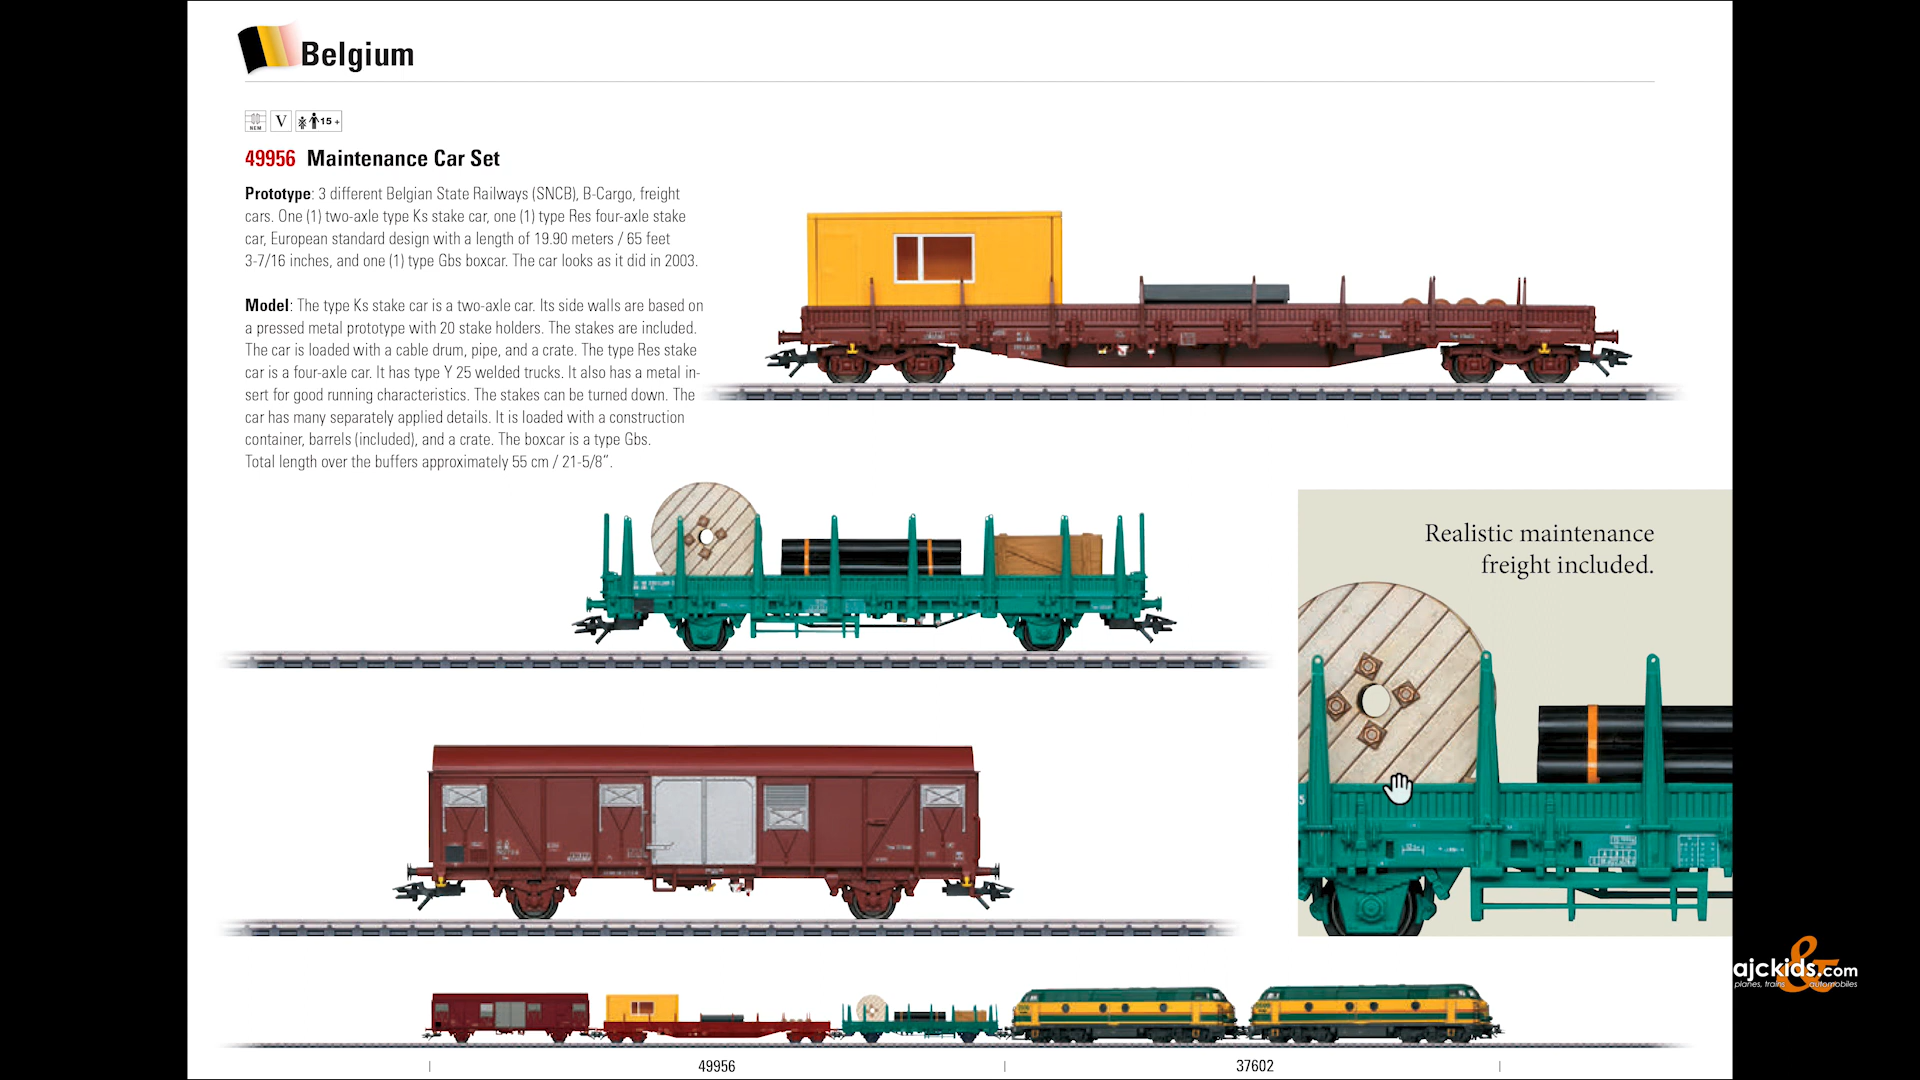 Belgium
NEM V 15 +
49956 Maintenance Car Set
Prototype: 3 different Belgian State Railways (SNCB), B-Cargo, freight
cars. One (1) two-axle type Ks stake car, one (1) type Res four-axle stake
car, European standard design with a length of 19.90 meters / 65 feet
3-7/16 inches, and one (1) type Gbs boxcar. The car looks as it did in 2003.
Model: The type Ks stake car is a two-axle car. Its side walls are based on
a pressed metal prototype with 20 stake holders. The stakes are included.
The car is loaded with a cable drum, pipe, and a crate. The type Res stake
car is a four-axle car. It has type Y 25 welded trucks. It also has a metal in-
sert for good running characteristics. The stakes can be turned down. The
car has many separately applied details. It is loaded with a construction
container, barrels (included), and a crate. The boxcar is a type Gbs.
Total length over the buffers approximately 55 cm / 21-5/8”.
Realistic maintenance
freight included.
ajckids.com
planes, trains & automobiles
49956
37602